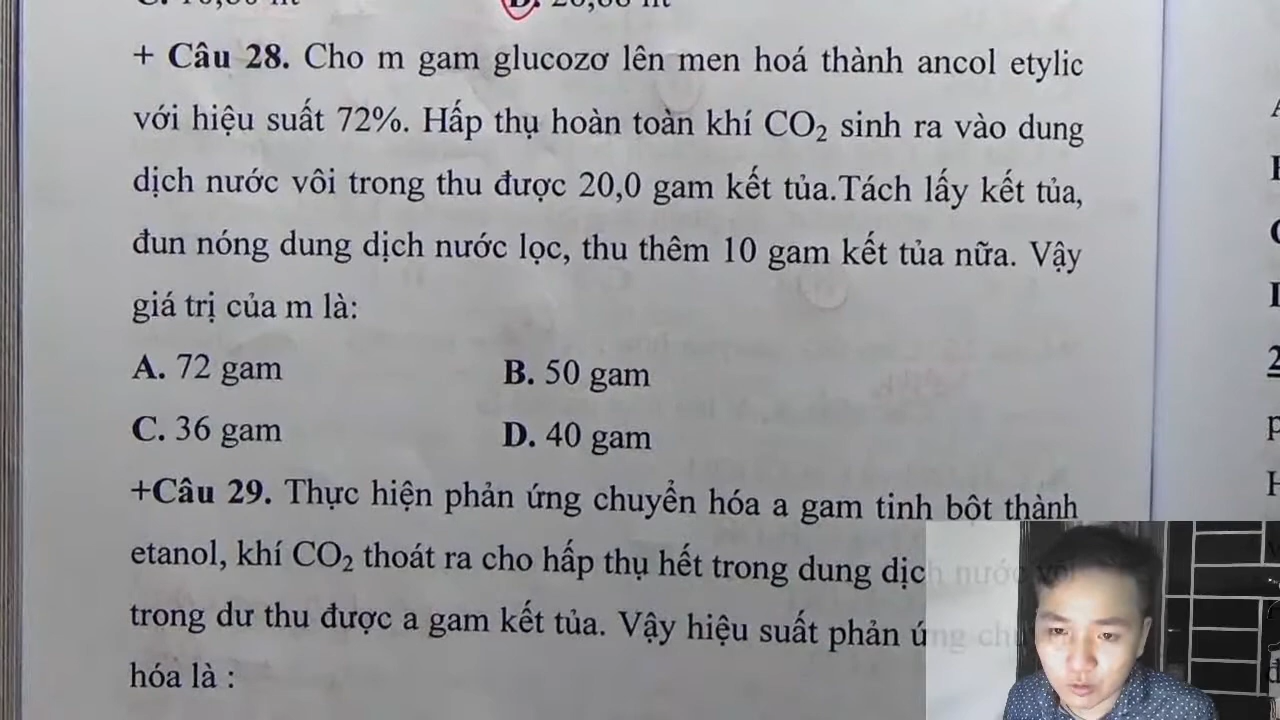 + Câu 28. Cho m gam glucozơ lên men hoá thành ancol etylic
với hiệu suất 72%. Hấp thụ hoàn toàn khí CO₂ sinh ra vào dung
dịch nước vôi trong thu được 20,0 gam kết tủa.Tách lấy kết tủa,
đun nóng dung dịch nước lọc, thu thêm 10 gam kết tủa nữa. Vậy
giá trị của m là:
A. 72 gam B. 50 gam
C. 36 gam D. 40 gam
+Câu 29. Thực hiện phản ứng chuyển hóa a gam tinh bột thành
etanol, khí CO₂ thoát ra cho hấp thụ hết trong dung dịch nước vôi
trong dư thu được a gam kết tủa. Vậy hiệu suất phản ứng
hóa là :